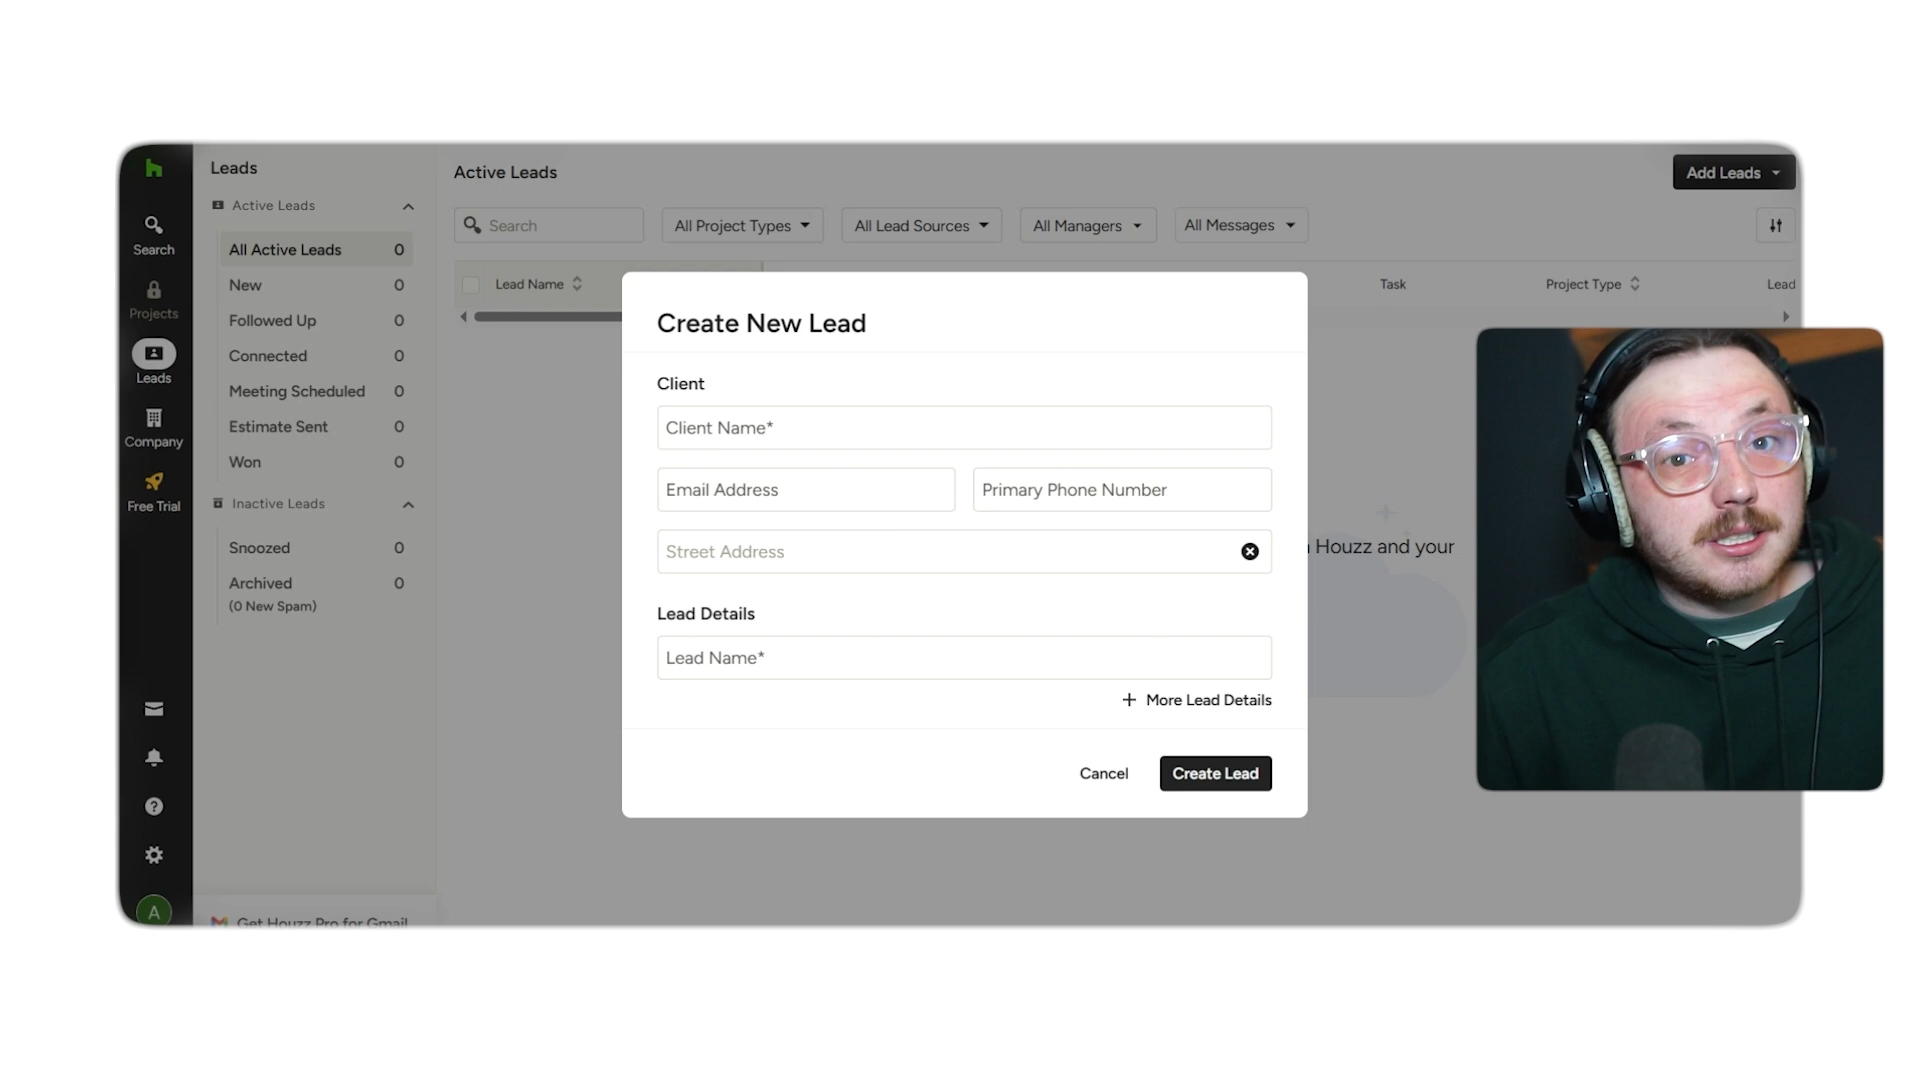 Leads
Active Leads
All Active Leads 0
New 0
Followed Up 0
Connected 0
Meeting Scheduled 0
Estimate Sent 0
Won 0
Inactive Leads
Snoozed 0
Archived 0
(0 New Spam)
Get Houzz Pro for Gmail
Search
Projects
Leads
Company
Free Trial
A
Active Leads
Add Leads
Search
All Project Types
All Lead Sources
All Managers
All Messages
Lead Name
Task
Project Type
Lead
Houzz and your
Create New Lead
Client
Client Name*
Email Address
Primary Phone Number
Street Address
Lead Details
Lead Name*
+ More Lead Details
Cancel
Create Lead